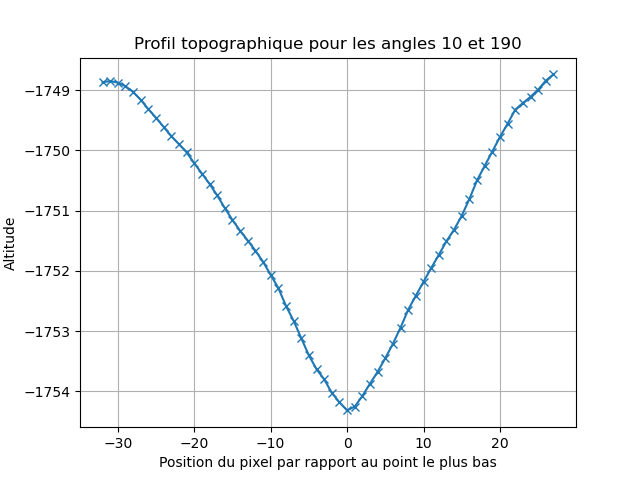 Profil topographique pour les angles 10 et 190
Altitude
−1749
−1750
−1751
−1752
−1753
−1754
−30 −20 −10 0 10 20
Position du pixel par rapport au point le plus bas